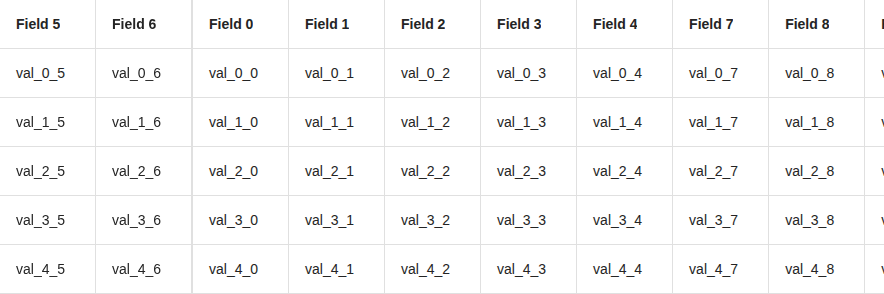 Field 5 Field 6 Field 0 Field 1 Field 2 Field 3 Field 4 Field 7 Field 8
val_0_5 val_0_6 val_0_0 val_0_1 val_0_2 val_0_3 val_0_4 val_0_7 val_0_8
val_1_5 val_1_6 val_1_0 val_1_1 val_1_2 val_1_3 val_1_4 val_1_7 val_1_8
val_2_5 val_2_6 val_2_0 val_2_1 val_2_2 val_2_3 val_2_4 val_2_7 val_2_8
val_3_5 val_3_6 val_3_0 val_3_1 val_3_2 val_3_3 val_3_4 val_3_7 val_3_8
val_4_5 val_4_6 val_4_0 val_4_1 val_4_2 val_4_3 val_4_4 val_4_7 val_4_8